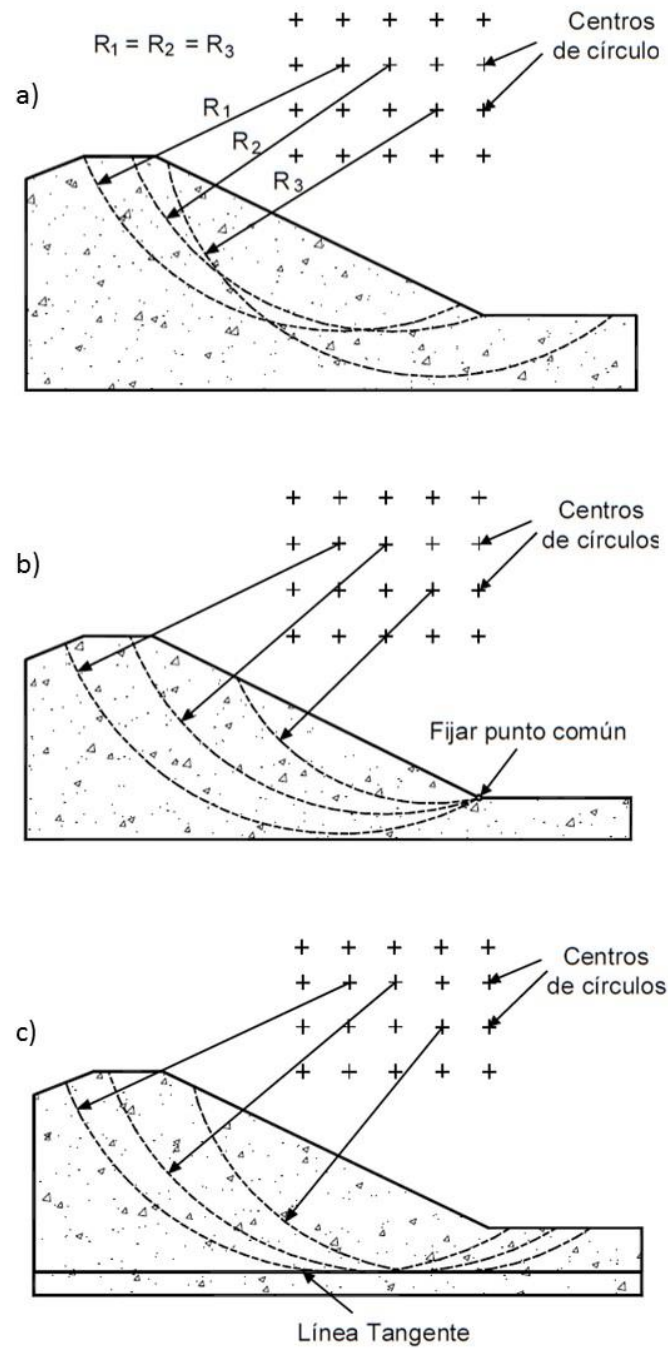 R₁ = R₂ = R₃
Centros
de círculo
a)
R₁
R₂
R₃
Centros
de círculos
b)
Fijar punto común
Centros
de círculos
c)
Línea Tangente